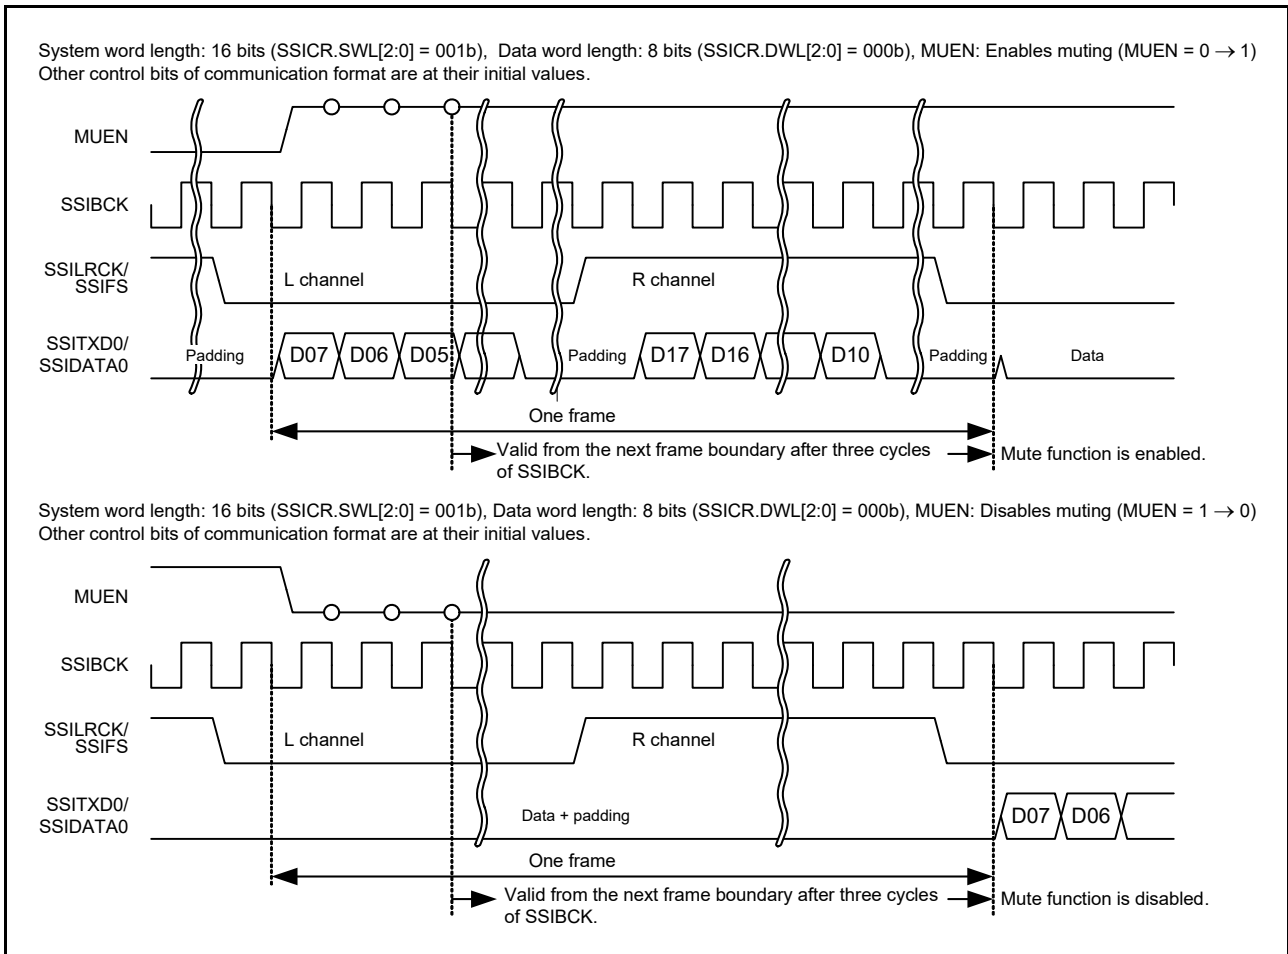 System word length: 16 bits (SSICR.SWL[2:0] = 001b), Data word length: 8 bits (SSICR.DWL[2:0] = 000b), MUEN: Enables muting (MUEN = 0 → 1)
Other control bits of communication format are at their initial values.
MUEN
SSIBCK
SSILRCK/
SSIFS
L channel
R channel
SSITXD0/
SSIDATA0
Padding
D07
D06
D05
Padding
D17
D16
D10
Padding
Data
One frame
Valid from the next frame boundary after three cycles
of SSIBCK.
Mute function is enabled.
System word length: 16 bits (SSICR.SWL[2:0] = 001b), Data word length: 8 bits (SSICR.DWL[2:0] = 000b), MUEN: Disables muting (MUEN = 1 → 0)
Other control bits of communication format are at their initial values.
MUEN
SSIBCK
SSILRCK/
SSIFS
L channel
R channel
SSITXD0/
SSIDATA0
Data + padding
D07
D06
One frame
Valid from the next frame boundary after three cycles
of SSIBCK.
Mute function is disabled.